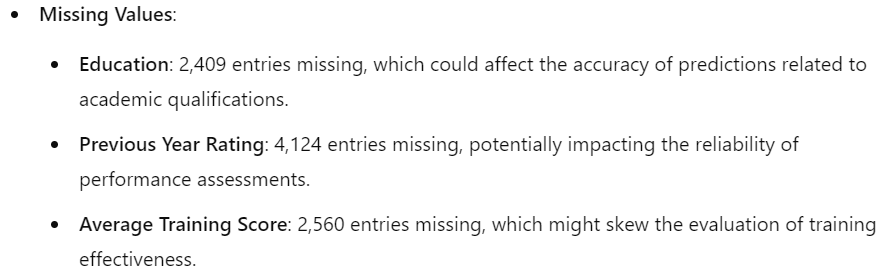 • Missing Values:
• Education: 2,409 entries missing, which could affect the accuracy of predictions related to
academic qualifications.
• Previous Year Rating: 4,124 entries missing, potentially impacting the reliability of
performance assessments.
• Average Training Score: 2,560 entries missing, which might skew the evaluation of training
effectiveness.